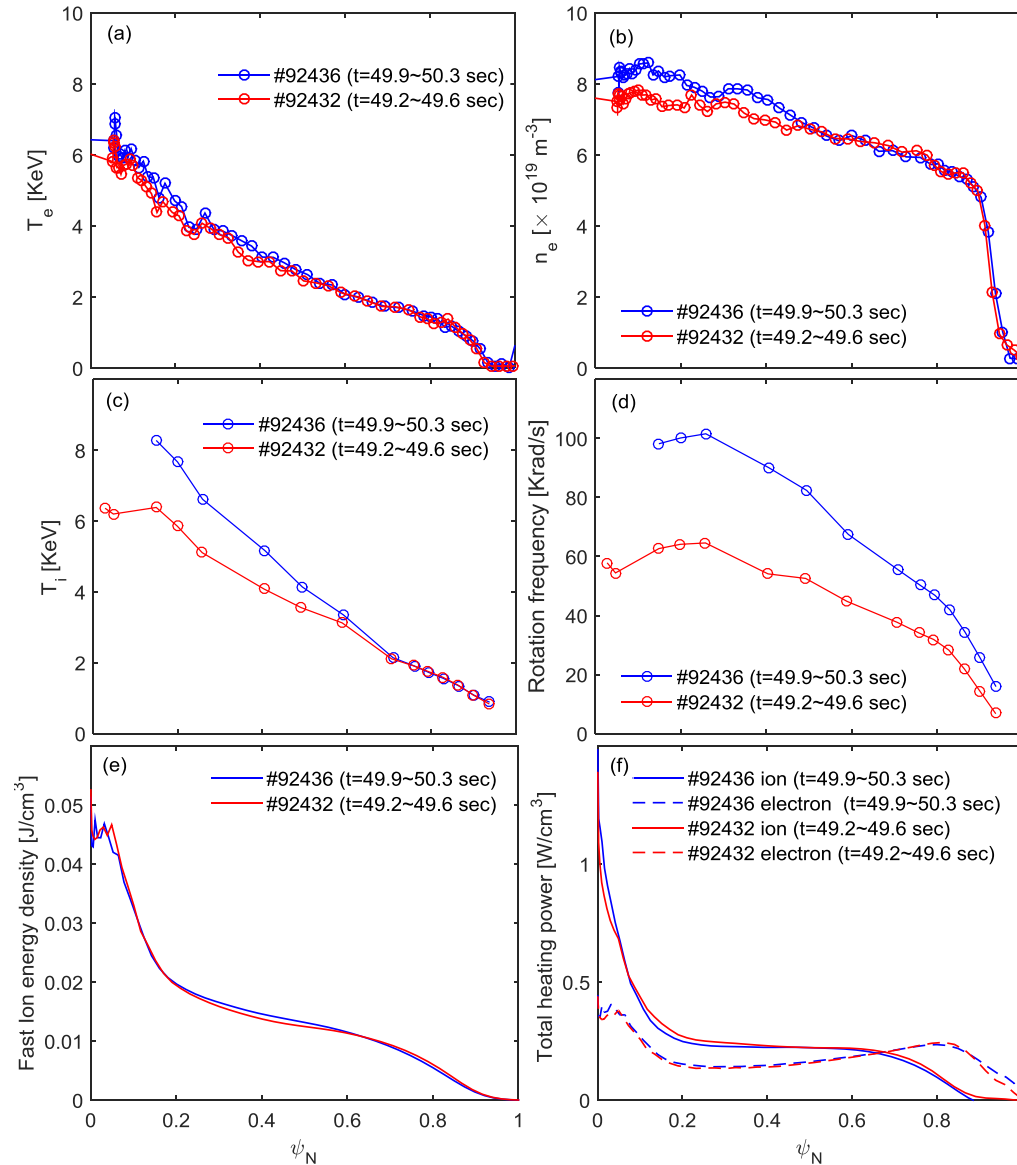 (a)
#92436 (t=49.9~50.3 sec)
#92432 (t=49.2~49.6 sec)
T_e [KeV]
0
2
4
6
8
10
(b)
#92436 (t=49.9~50.3 sec)
#92432 (t=49.2~49.6 sec)
n_e [× 10^19 m^-3]
0
2
4
6
8
10
(c)
#92436 (t=49.9~50.3 sec)
#92432 (t=49.2~49.6 sec)
T_i [KeV]
0
2
4
6
8
(d)
#92436 (t=49.9~50.3 sec)
#92432 (t=49.2~49.6 sec)
Rotation frequency [Krad/s]
0
20
40
60
80
100
(e)
#92436 (t=49.9~50.3 sec)
#92432 (t=49.2~49.6 sec)
Fast Ion energy density [J/cm^3]
0
0.01
0.02
0.03
0.04
0.05
0 0.2 0.4 0.6 0.8 1
ψ_N
(f)
#92436 ion (t=49.9~50.3 sec)
#92436 electron (t=49.9~50.3 sec)
#92432 ion (t=49.2~49.6 sec)
#92432 electron (t=49.2~49.6 sec)
Total heating power [W/cm^3]
0
0.5
1
0 0.2 0.4 0.6 0.8
ψ_N